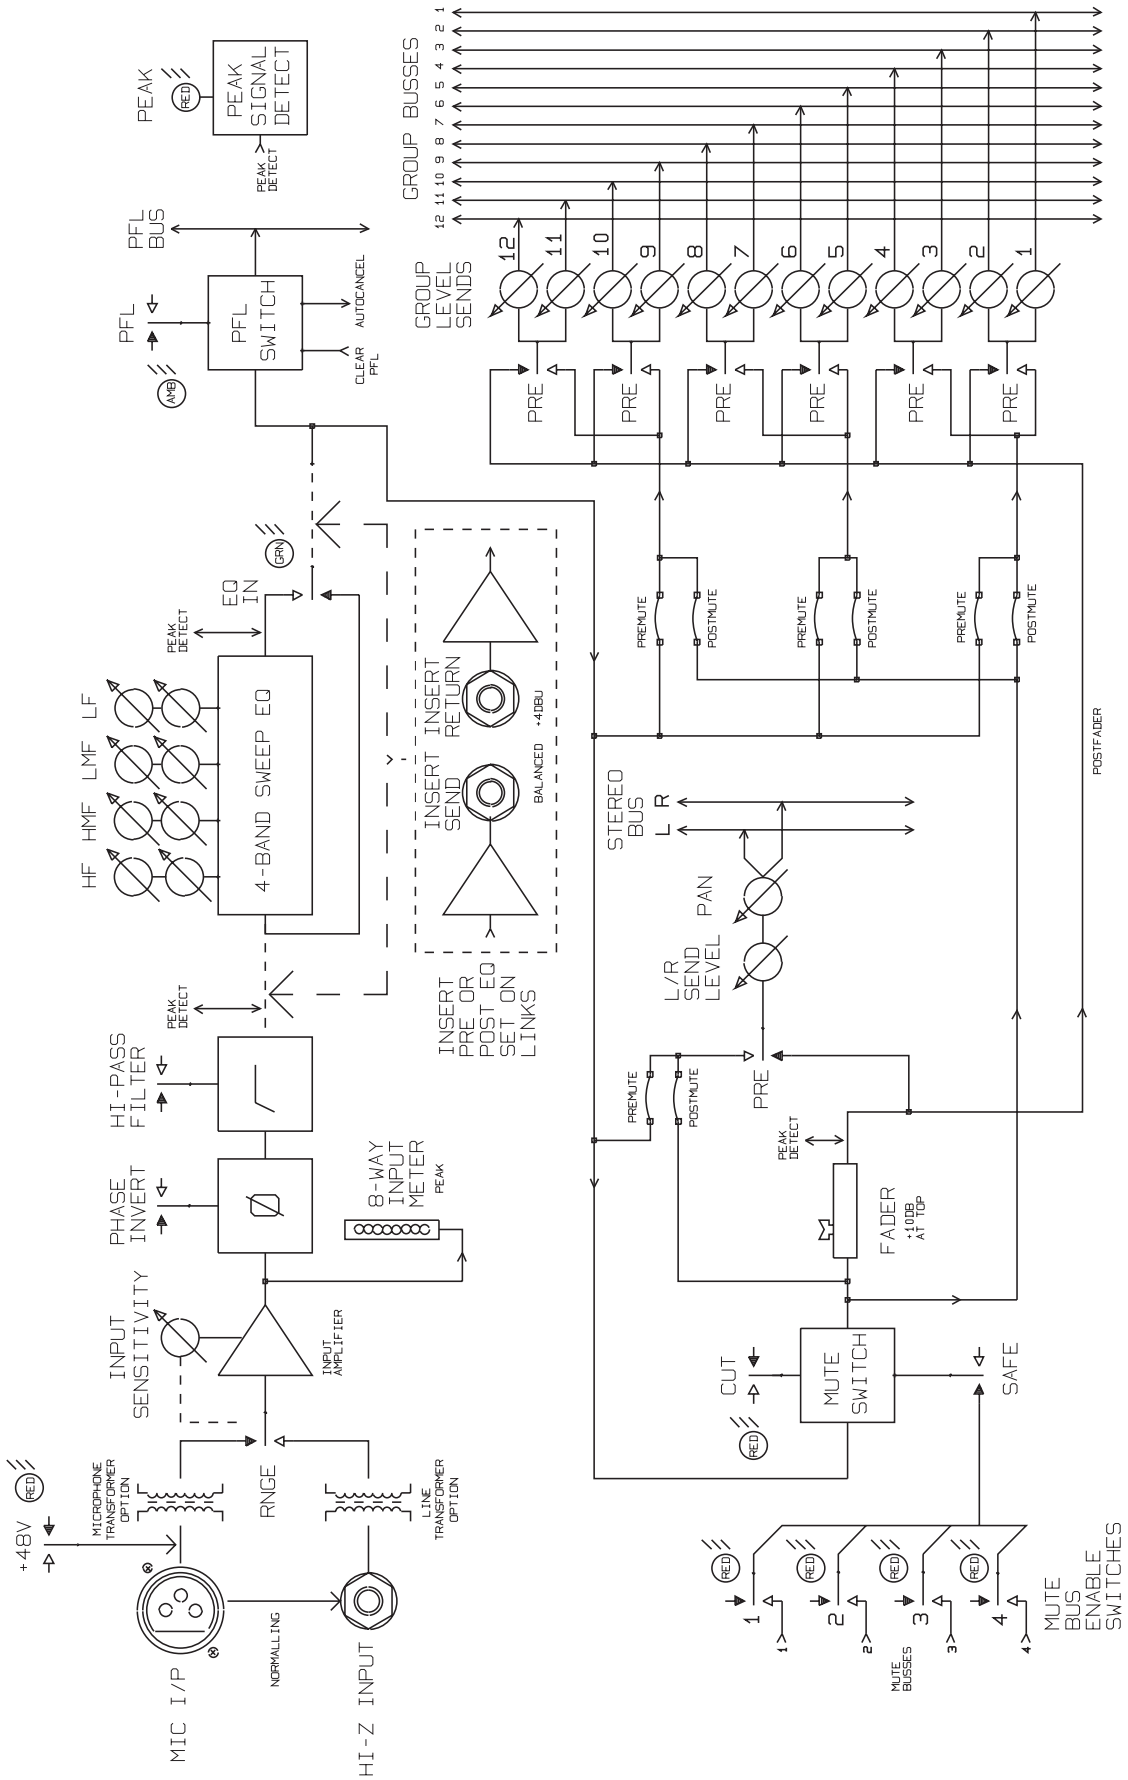 MIC I/P
+48V
RED
MICROPHONE
TRANSFORMER
OPTION
NORMALLING
HI-Z INPUT
LINE
TRANSFORMER
OPTION
RNGE
INPUT
SENSITIVITY
INPUT
AMPLIFIER
PHASE
INVERT
8-WAY
INPUT
METER
PEAK
HI-PASS
FILTER
PEAK
DETECT
INSERT
PRE OR
POST EQ
SET ON
LINKS
HF
HMF
LMF
LF
4-BAND SWEEP EQ
PEAK
DETECT
EQ
IN
GRN
INSERT
SEND
INSERT
RETURN
BALANCED
+4DBU
PFL
AMB
PFL
SWITCH
PFL
BUS
CLEAR
PFL
AUTOCANCEL
PEAK
RED
PEAK
SIGNAL
DETECT
PEAK
DETECT
GROUP BUSSES
12
11
10
9
8
7
6
5
4
3
2
1
GROUP
LEVEL
SENDS
12
11
10
9
8
7
6
5
4
3
2
1
PRE
PRE
PRE
PRE
PRE
PRE
PREMUTE
POSTMUTE
PREMUTE
POSTMUTE
PREMUTE
POSTMUTE
POSTFADER
STEREO
BUS
L
R
PAN
L/R
SEND
LEVEL
PRE
PREMUTE
POSTMUTE
PEAK
DETECT
FADER
+10DB
AT TOP
CUT
RED
MUTE
SWITCH
SAFE
RED
RED
RED
RED
1
2
3
4
1
2
3
4
MUTE
BUSSES
MUTE
BUS
ENABLE
SWITCHES